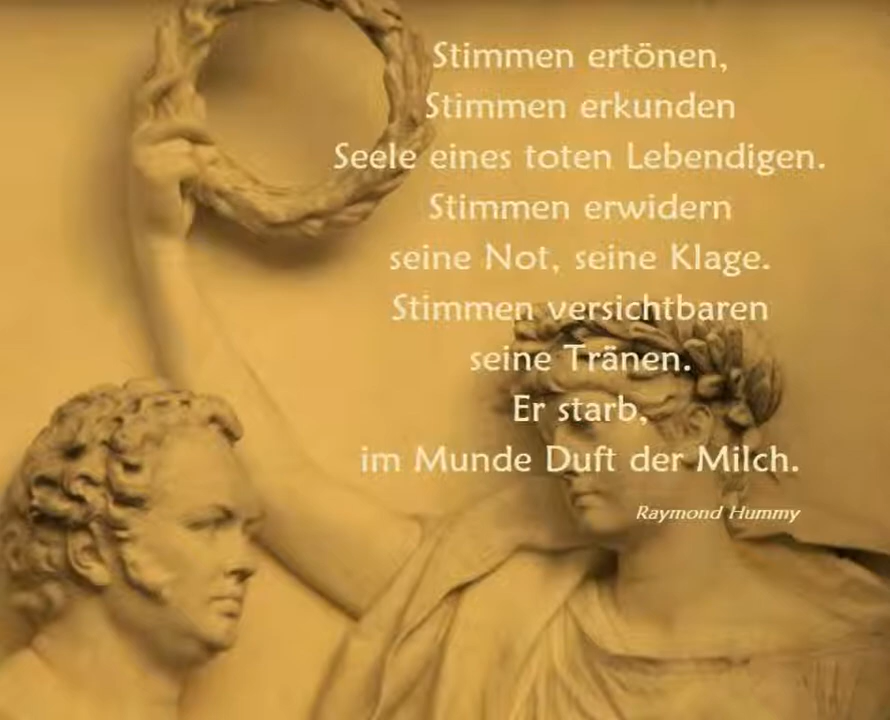 Stimmen ertönen,
Stimmen erkunden
Seele eines toten Lebendigen.
Stimmen erwidern
seine Not, seine Klage.
Stimmen versichtbaren
seine Tränen.
Er starb,
im Munde Duft der Milch.
Raymond Hummy